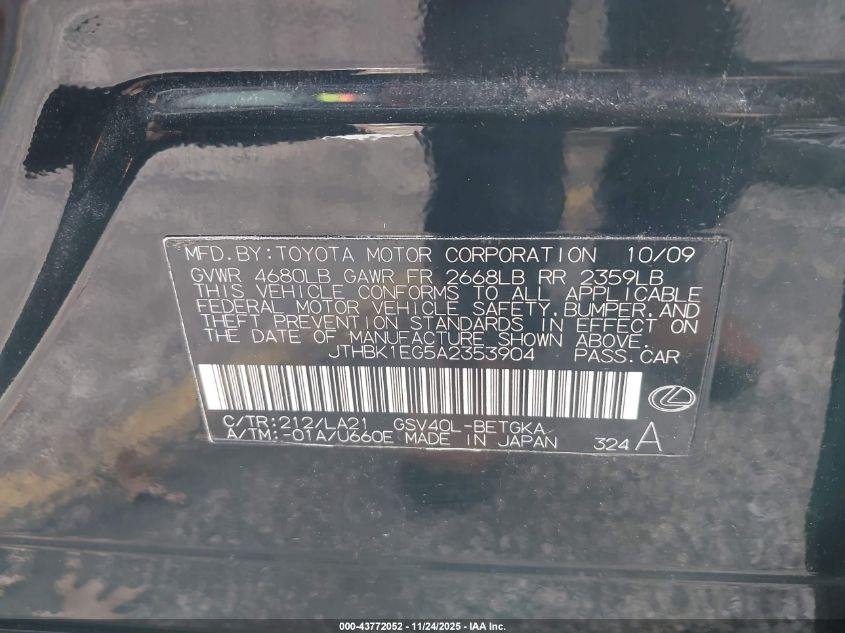 MFD.BY:TOYOTA MOTOR CORPORATION 10/09
GVWR 4680LB GAWR FR 2668LB RR 2359LB
THIS VEHICLE CONFORMS TO ALL APPLICABLE
FEDERAL MOTOR VEHICLE SAFETY,BUMPER,AND
THEFT PREVENTION STANDARDS IN EFFECT ON
THE DATE OF MANUFACTURE SHOWN ABOVE.
JTHBK1EG5A2353904 PASS.CAR
C/TR:212/LA21 GSV40L-BETGKA
A/TM:-01A/U660E MADE IN JAPAN 324 A
000-43772052 - 11/24/2025 - IAA Inc.